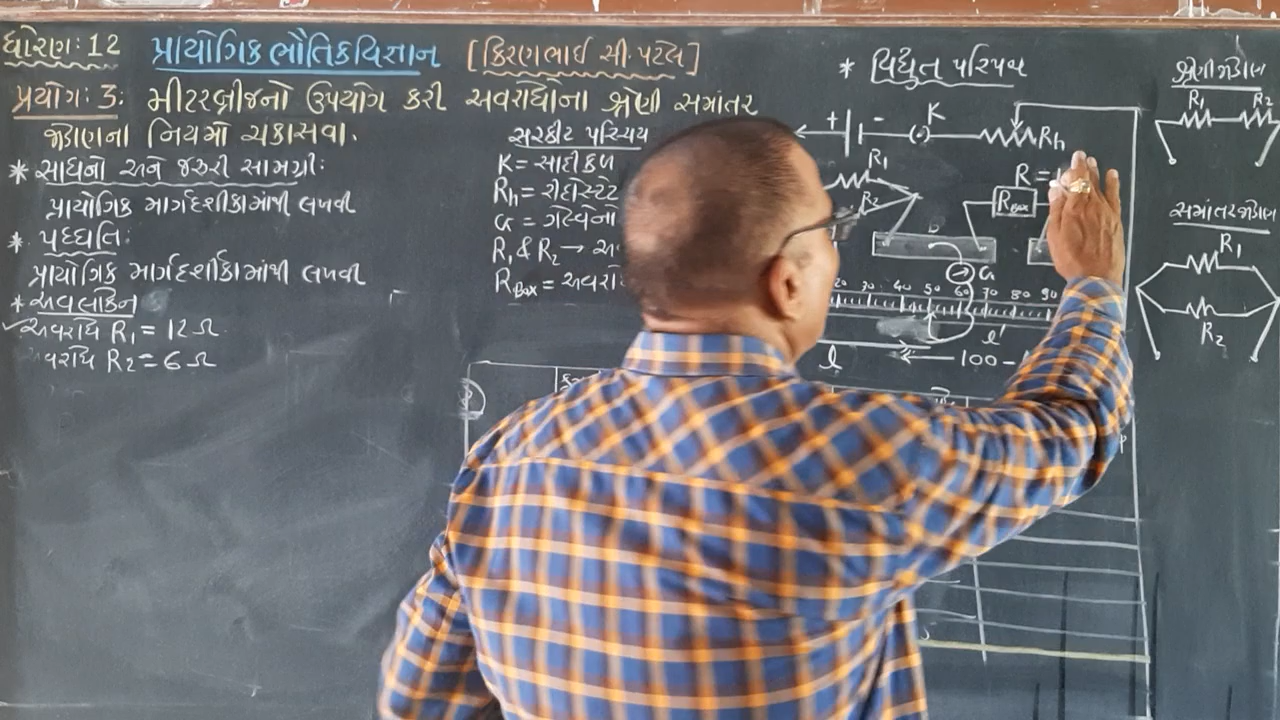 ધોરણ: 12 પ્રાયોગિક ભૌતિકવિજ્ઞાન [કિરણભાઈ સી. પટેલ]
પ્રયોગ: 3: મીટરબ્રીજનો ઉપયોગ કરી અવરોધોના શ્રેણી સમાંતર
જોડાણના નિયમો ચકાસવા.
* સાધનો અને જરૂરી સામગ્રી:
પ્રાયોગિક માર્ગદર્શીકામાંથી લખવી
* પદ્ધતિ:
પ્રાયોગિક માર્ગદર્શીકામાંથી લખવી
* અવલોકન
✓ અવરોધ R₁ = 12 Ω
અવરોધ R₂ = 6 Ω
સરકીટ પરિચય
K = સાદી કળ
Rh = રીહોસ્ટે
G = ગેલ્વેનો
R₁ & R₂ → અવ
RBox = અવરો
* વિદ્યુત પરિપથ
+ - K
Rh
R₁
R =
R₂ RBox
D
G
20 30 40 50 60 70 80 90
l'
l 100 -
શ્રેણી જોડાણ
R₁ R₂
સમાંતર જોડાણ
R₁
R₂